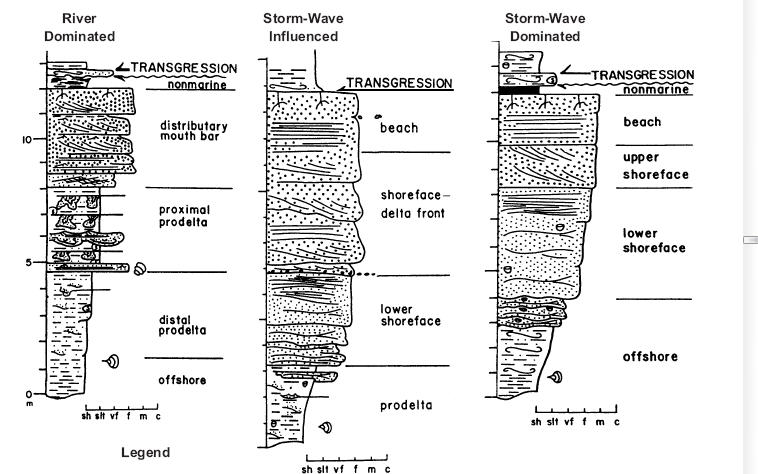 River
Dominated
TRANSGRESSION
nonmarine
distributary
mouth bar
10
proximal
prodelta
5
distal
prodelta
offshore
0
m
sh slt vf f m c
Legend
Storm-Wave
Influenced
TRANSGRESSION
beach
shoreface-
delta front
lower
shoreface
prodelta
sh slt vf f m c
Storm-Wave
Dominated
TRANSGRESSION
nonmarine
beach
upper
shoreface
lower
shoreface
offshore
sh slt vf f m c